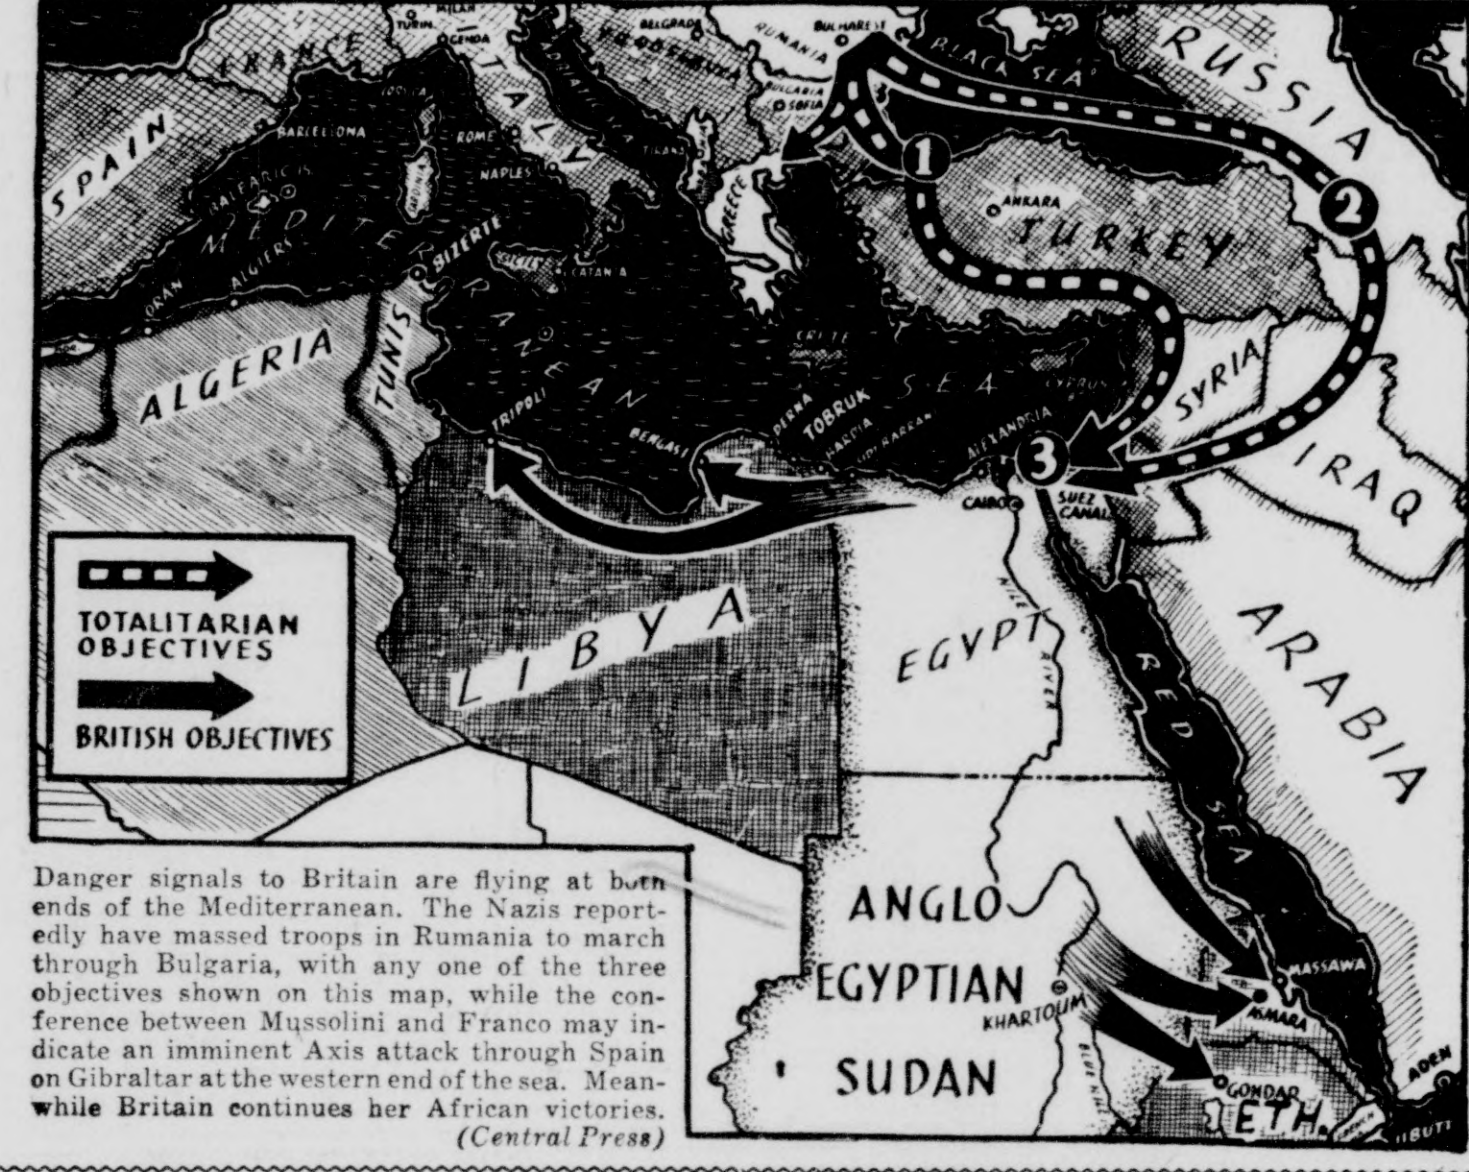 MILAN
TURIN
GENOA
FRANCE
BELGRADE
YUGOSLAVIA
RUMANIA
BUCHAREST
BULGARIA
SOFIA
BLACK SEA
RUSSIA
SPAIN
BARCELONA
BALEARIC IS.
ITALY
ROME
NAPLES
ADRIATIC
TIRANA
GREECE
1
2
3
ANKARA
TURKEY
MEDITERRANEAN SEA
BIZERTE
CATANIA
ORAN
ALGIERS
ALGERIA
TUNIS
TRIPOLI
BENGASI
DERNA
TOBRUK
BARDIA
SIDI BARRANI
ALEXANDRIA
CRETE
CYPRUS
SYRIA
IRAQ
CAIRO
SUEZ
CANAL
NILE
RIVER
LIBYA
EGYPT
ARABIA
RED SEA
TOTALITARIAN
OBJECTIVES
BRITISH OBJECTIVES
ANGLO
EGYPTIAN
SUDAN
KHARTOUM
BLUE NILE
MASSAWA
ASMARA
GONDAR
ETH.
ADEN
Danger signals to Britain are flying at both
ends of the Mediterranean. The Nazis report-
edly have massed troops in Rumania to march
through Bulgaria, with any one of the three
objectives shown on this map, while the con-
ference between Mussolini and Franco may in-
dicate an imminent Axis attack through Spain
on Gibraltar at the western end of the sea. Mean-
while Britain continues her African victories.
(Central Press)